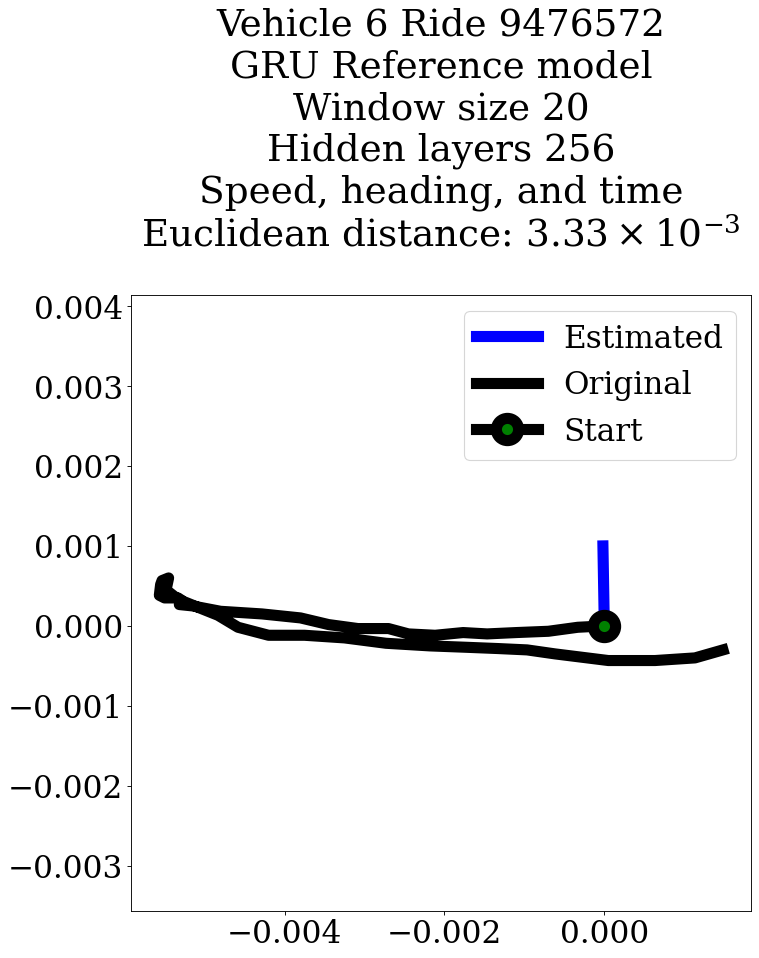 Vehicle 6 Ride 9476572
GRU Reference model
Window size 20
Hidden layers 256
Speed, heading, and time
Euclidean distance: 3.33 × 10⁻³
Estimated
Original
Start
0.004
0.003
0.002
0.001
0.000
−0.001
−0.002
−0.003
−0.004 −0.002 0.000